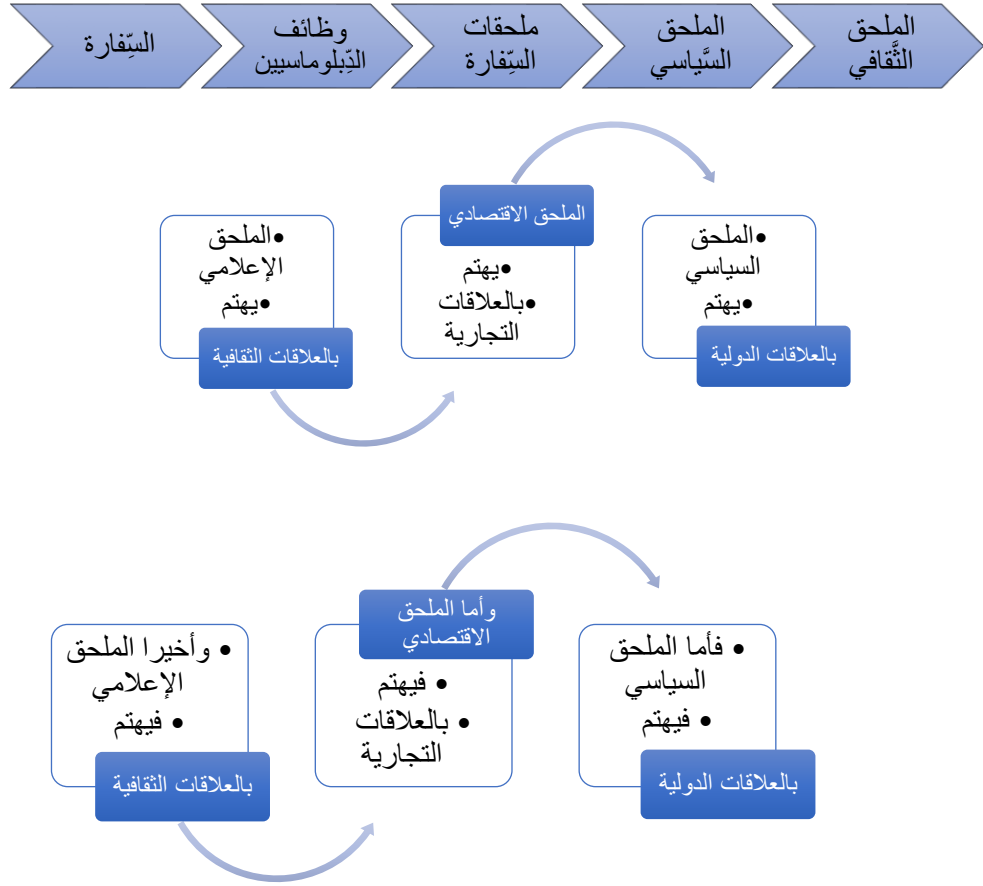 السِّفارة
وظائف
الدِّبلوماسيين
ملحقات
السِّفارة
الملحق
السَّياسي
الملحق
الثَّقافي
•الملحق
السياسي
•يهتم
بالعلاقات الدولية
الملحق الاقتصادي
•يهتم
•بالعلاقات
التجارية
•الملحق
الإعلامي
•يهتم
بالعلاقات الثقافية
• فأما الملحق
السياسي
• فيهتم
بالعلاقات الدولية
وأما الملحق
الاقتصادي
• فيهتم
• بالعلاقات
التجارية
• وأخيرا الملحق
الإعلامي
• فيهتم
بالعلاقات الثقافية